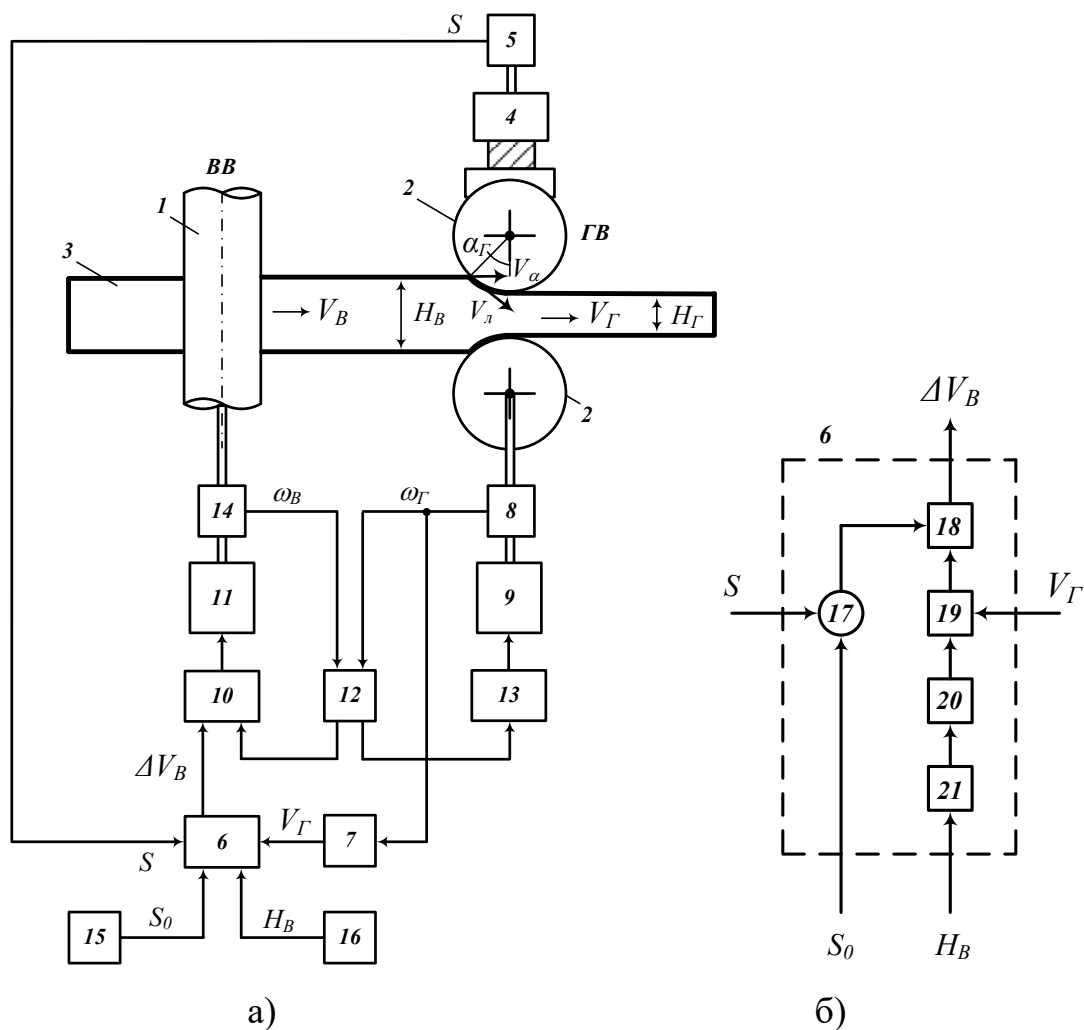 S
5
4
ВВ
1
2
3
α_Г
ГВ
V_α
V_В
H_В
V_л
V_Г
H_Г
2
14
ω_В
ω_Г
8
11
9
10
12
13
ΔV_В
6
V_Г
7
S
15
S_0
H_В
16
а)
ΔV_В
6
18
S
17
19
V_Г
20
21
S_0
H_В
б)